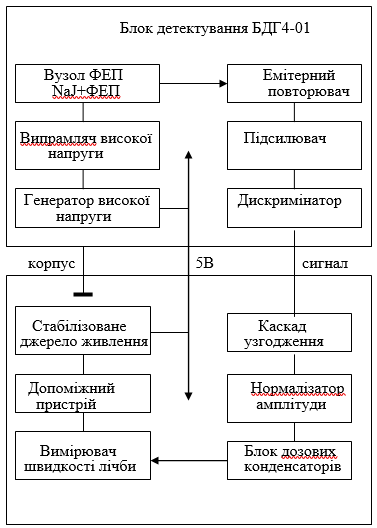 Блок детектування БДГ4-01
Вузол ФЕП
NaJ+ФЕП
Емітерний
повторювач
Випрамляч високої
напруги
Підсилювач
Генератор високої
напруги
Дискримінатор
корпус
5В
сигнал
Стабілізоване
джерело живлення
Каскад
узгодження
Допоміжний
пристрій
Нормалізатор
амплітуди
Вимірювач
швидкості лічби
Блок дозових
конденсаторів